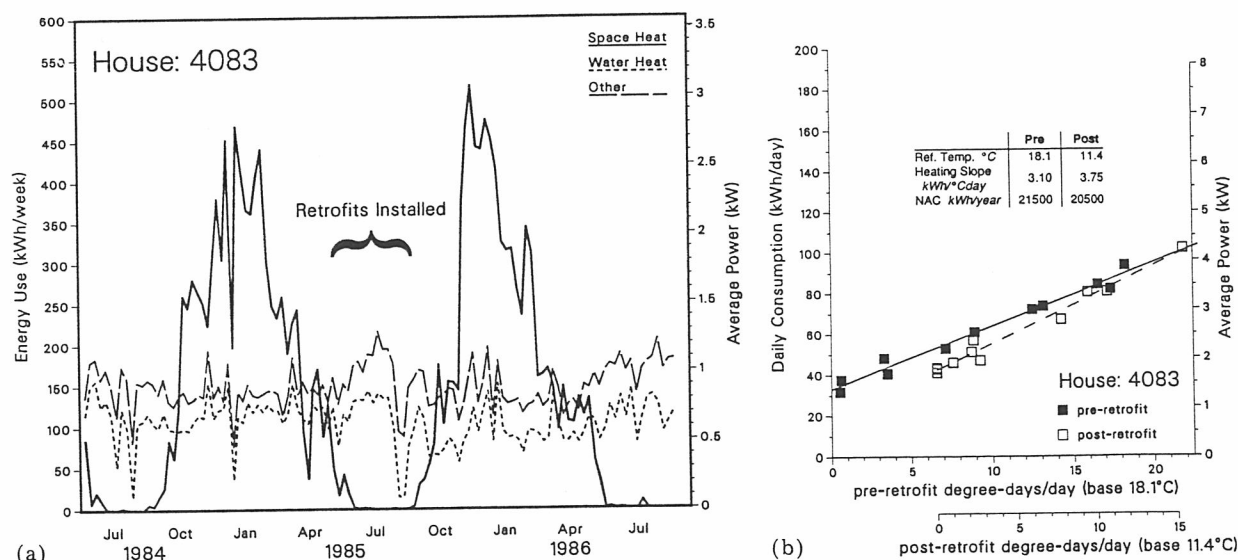 House: 4083
Space Heat
Water Heat
Other
Retrofits Installed
Energy Use (kWh/week)
600
550
500
450
400
350
300
250
200
150
100
50
0
Average Power (kW)
3.5
3
2.5
2
1.5
1
0.5
0
Jul Oct Jan Apr Jul Oct Jan Apr Jul
1984 1985 1986
(a)
Daily Consumption (kWh/day)
200
180
160
140
120
100
80
60
40
20
0
Pre Post
Ref. Temp. °C 18.1 11.4
Heating Slope
kWh/°Cday 3.10 3.75
NAC kWh/year 21500 20500
Average Power (kW)
8
7
6
5
4
3
2
1
0
House: 4083
pre-retrofit
post-retrofit
0 5 10 15 20
pre-retrofit degree-days/day (base 18.1°C)
0 5 10 15
post-retrofit degree-days/day (base 11.4°C)
(b)